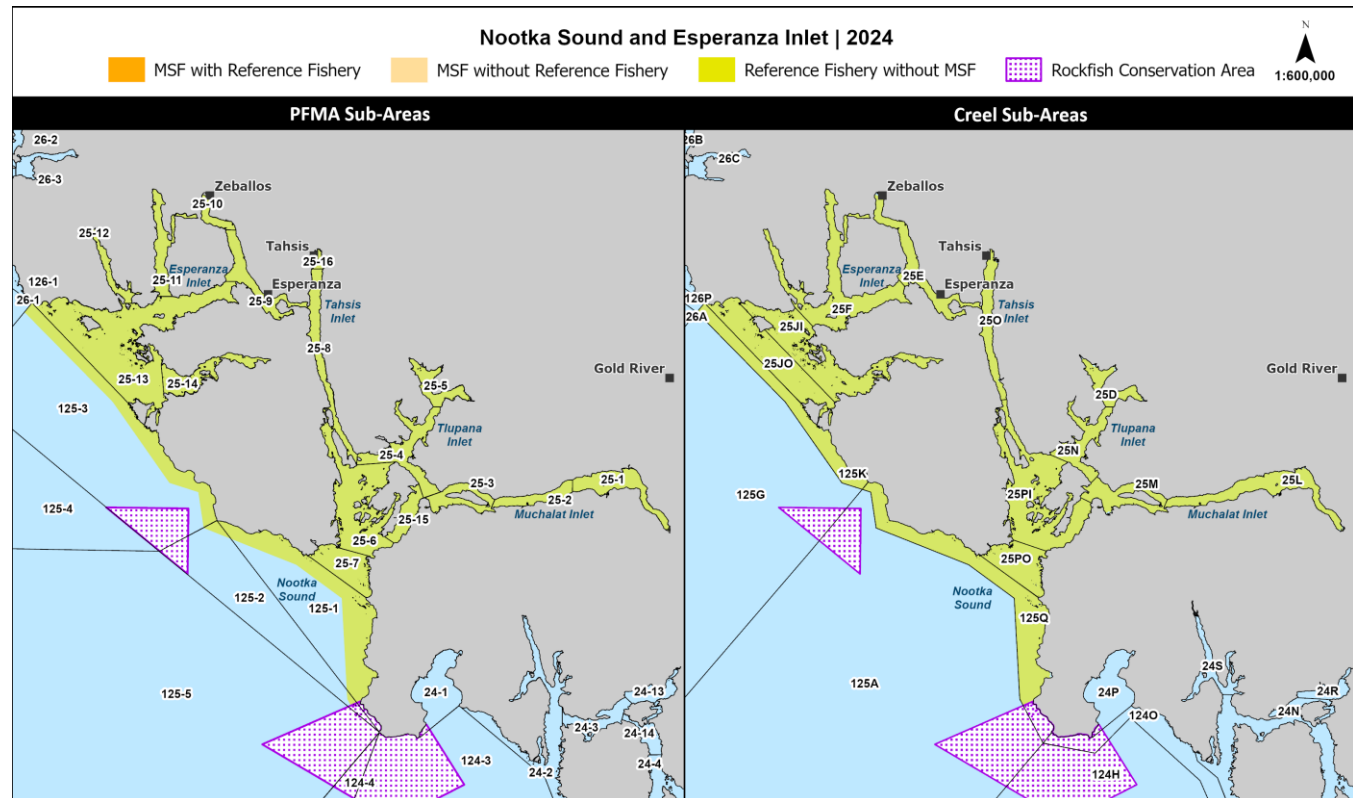 Nootka Sound and Esperanza Inlet | 2024
N
1:600,000
MSF with Reference Fishery
MSF without Reference Fishery
Reference Fishery without MSF
Rockfish Conservation Area
PFMA Sub-Areas
26-2
26-3
Zeballos
25-10
25-12
Tahsis
25-16
Esperanza
Inlet
126-1
25-11
Esperanza
26-1
25-9
Tahsis
Inlet
25-8
Gold River
25-13
25-14
25-5
125-3
Tlupana
Inlet
25-4
25-3
25-1
25-2
125-4
Muchalat Inlet
25-15
25-6
25-7
Nootka
Sound
125-2
125-1
125-5
24-1
24-13
24-3
24-14
124-3
24-2
24-4
124-4
Creel Sub-Areas
26B
26C
Zeballos
Tahsis
Esperanza
Inlet
25E
Esperanza
126P
26A
25F
Tahsis
Inlet
25O
25JI
25JO
Gold River
25D
Tlupana
Inlet
25N
125K
25M
25L
125G
25PI
Muchalat Inlet
25PO
Nootka
Sound
125Q
125A
24S
24P
24R
124O
24N
124H